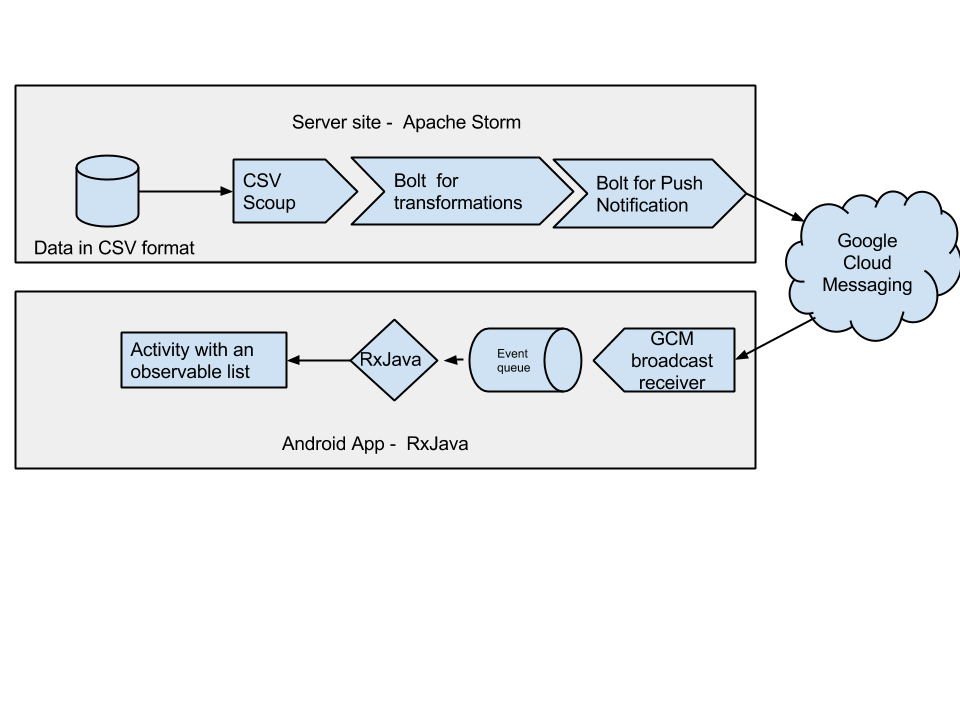 Server site -  Apache Storm
CSV
Scoup
Bolt  for
transformations
Bolt for Push
Notification
Data in CSV format
Google
Cloud
Messaging
GCM
broadcast
receiver
Event
queue
RxJava
Activity with an
observable list
Android App -  RxJava